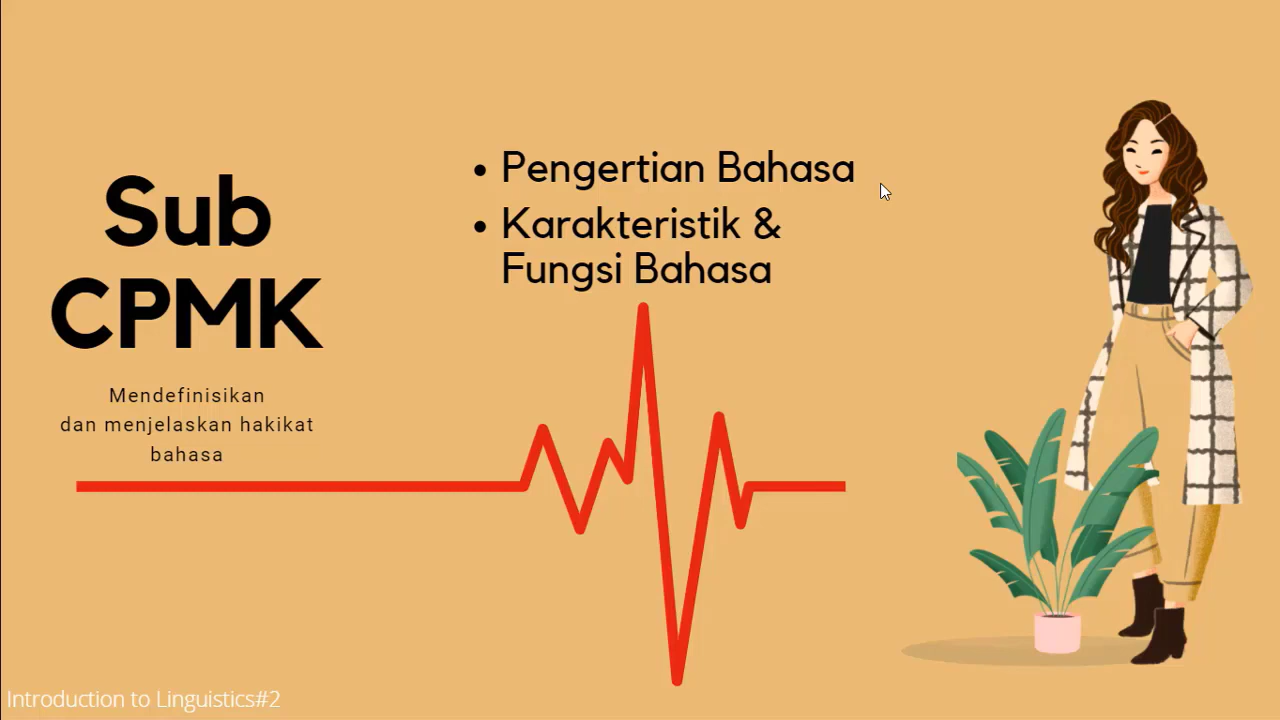 Sub
CPMK
Mendefinisikan
dan menjelaskan hakikat
bahasa
• Pengertian Bahasa
• Karakteristik &
Fungsi Bahasa
Introduction to Linguistics#2